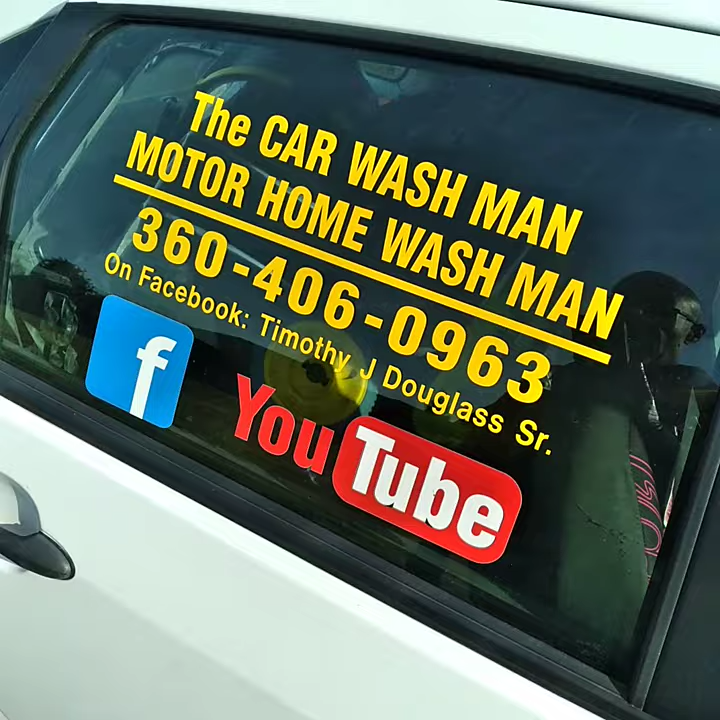 The CAR WASH MAN
MOTOR HOME WASH MAN
360-406-0963
On Facebook: Timothy J Douglass Sr.
f
YouTube